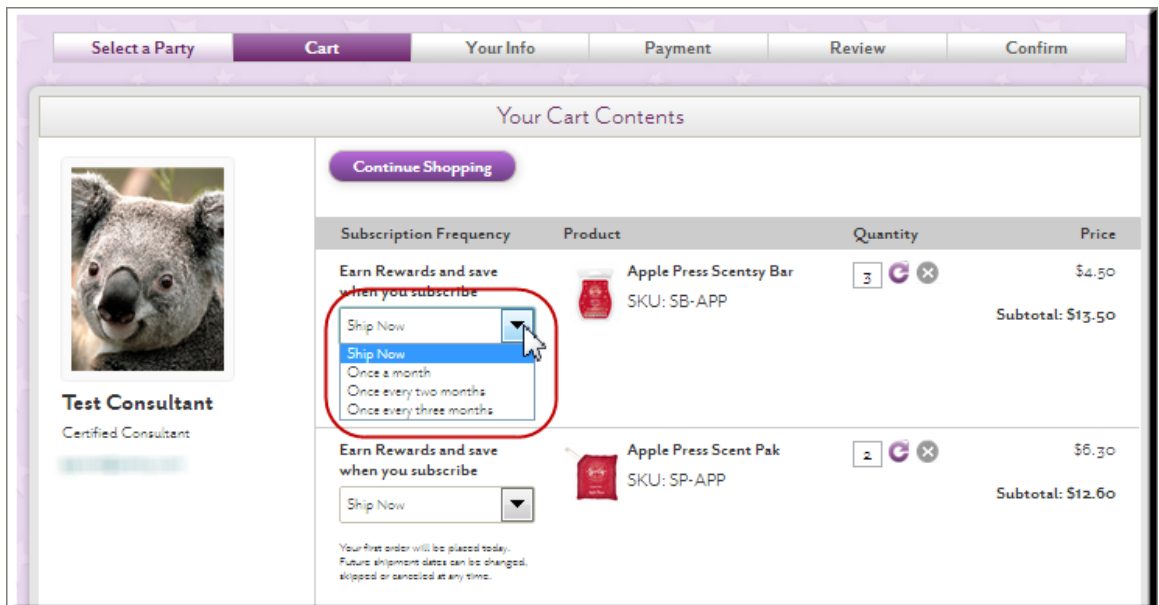 Select a Party Cart Your Info Payment Review Confirm
Your Cart Contents
Continue Shopping
Subscription Frequency Product Quantity Price
Earn Rewards and save
when you subscribe
Ship Now
Ship Now
Once a month
Once every two months
Once every three months
Apple Press Scentsy Bar
SKU: SB-APP
3
$4.50
Subtotal: $13.50
Test Consultant
Certified Consultant
Earn Rewards and save
when you subscribe
Ship Now
Your first order will be placed today.
Future shipment dates can be changed,
skipped or canceled at any time.
Apple Press Scent Pak
SKU: SP-APP
2
$6.30
Subtotal: $12.60